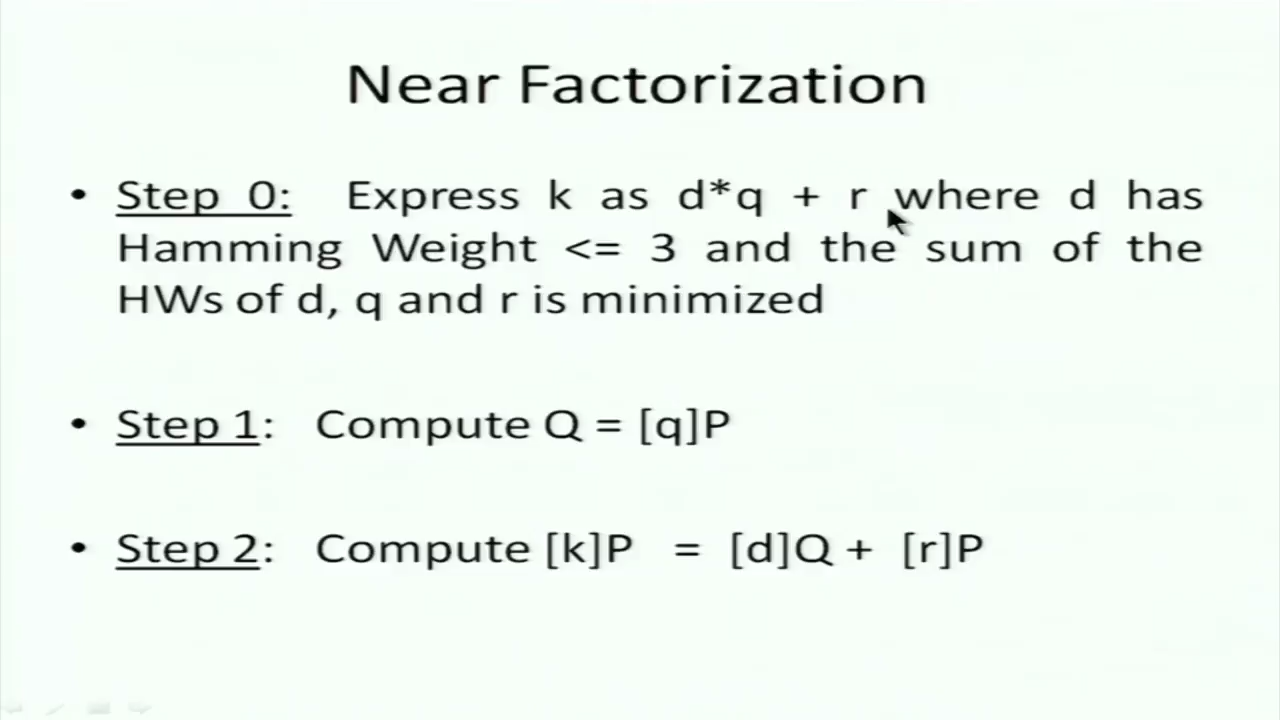 Near Factorization
• Step 0: Express k as d*q + r where d has
Hamming Weight <= 3 and the sum of the
HWs of d, q and r is minimized
• Step 1: Compute Q = [q]P
• Step 2: Compute [k]P = [d]Q + [r]P